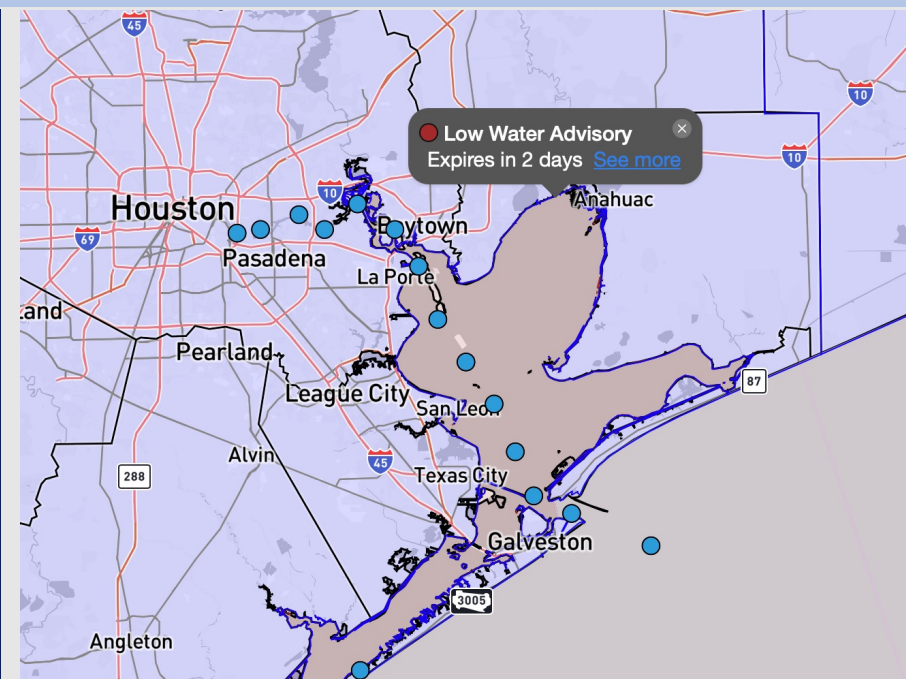 45
10
Low Water Advisory
Expires in 2 days See more
10
10
Anahuac
Houston
Baytown
69
Pasadena
La Porte
land
Pearland
87
League City
San Leon
Alvin
45
288
Texas City
Galveston
3005
Angleton